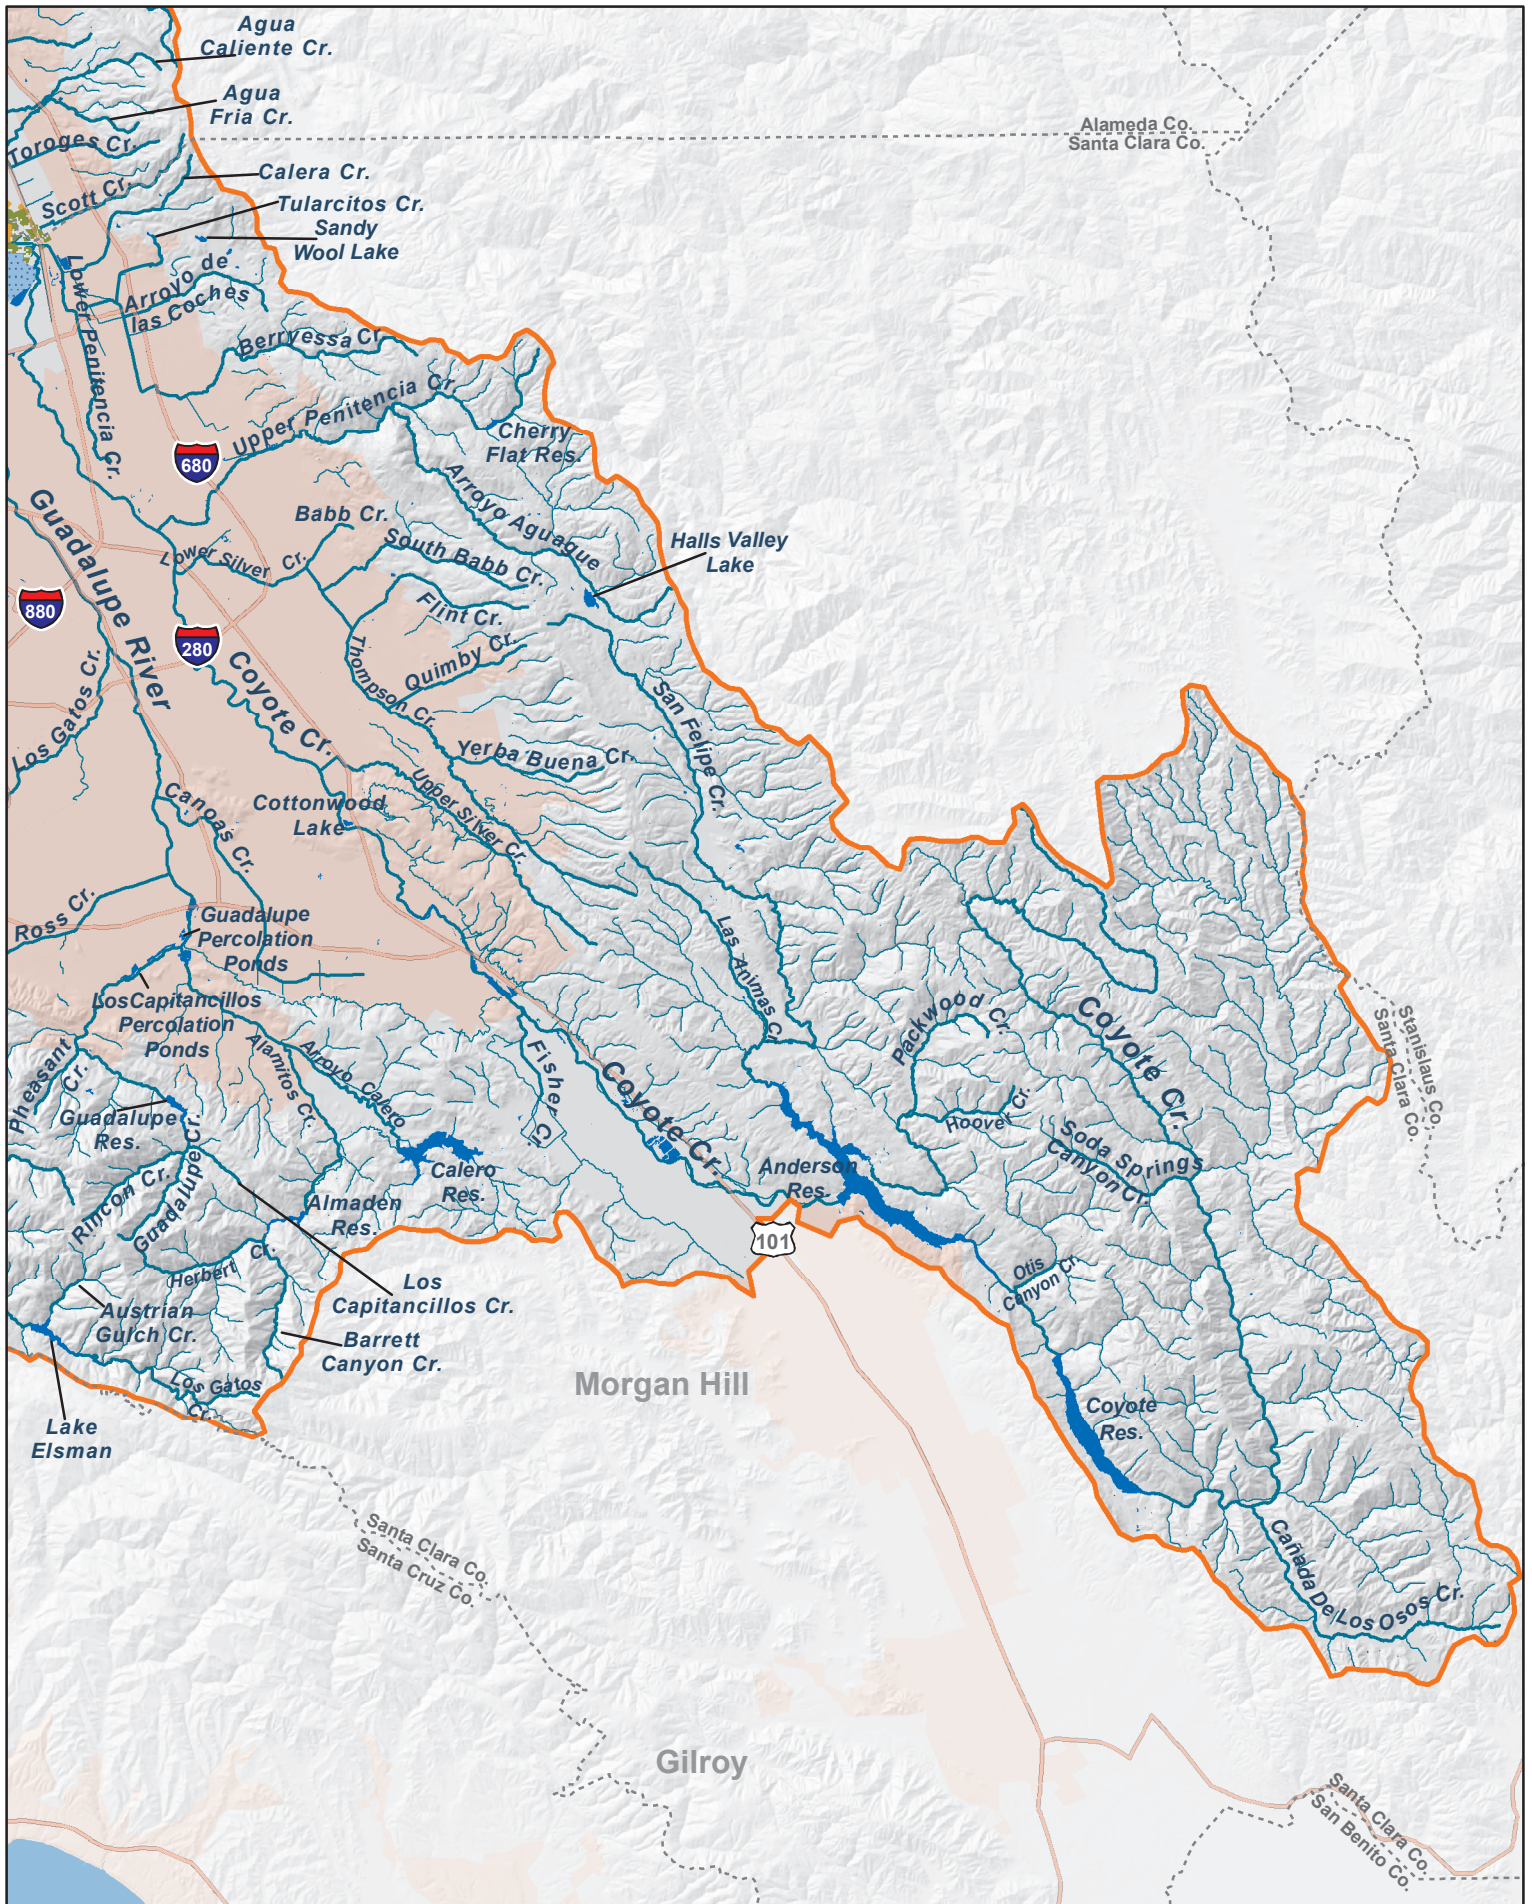 Agua
Caliente Cr.
Agua
Fria Cr.
Toroges Cr.
Alameda Co.
Santa Clara Co.
Calera Cr.
Scott Cr.
Tularcitos Cr.
Sandy
Wool Lake
Arroyo de
las Coches
Lower Penitencia Cr.
Berryessa Cr.
Upper Penitencia Cr.
Cherry
Flat Res.
680
Arroyo Aguague
Guadalupe River
Babb Cr.
South Babb Cr.
Lower Silver Cr.
Halls Valley
Lake
880
Flint Cr.
280
Coyote Cr.
Thompson Cr.
Quimby Cr.
Los Gatos Cr.
San Felipe Cr.
Yerba Buena Cr.
Upper Silver Cr.
Canoas Cr.
Cottonwood
Lake
Ross Cr.
Guadalupe
Percolation
Ponds
Las Animas Cr.
Los Capitancillos
Percolation
Ponds
Packwood Cr.
Coyote Cr.
Stanislaus Co.
Santa Clara Co.
Pheasant
Cr.
Alamitos Cr.
Arroyo Calero
Fisher Cr.
Coyote Cr.
Guadalupe
Res.
Hoover Cr.
Soda Springs
Canyon Cr.
Calero
Res.
Anderson
Res.
Rincon Cr.
Guadalupe Cr.
Almaden
Res.
101
Herbert Cr.
Los
Capitancillos Cr.
Otis
Canyon Cr.
Austrian
Gulch Cr.
Barrett
Canyon Cr.
Morgan Hill
Los Gatos
Cr.
Coyote
Res.
Lake
Elsman
Santa Clara Co.
Santa Cruz Co.
Cañada De Los Osos Cr.
Gilroy
Santa Clara Co.
San Benito Co.